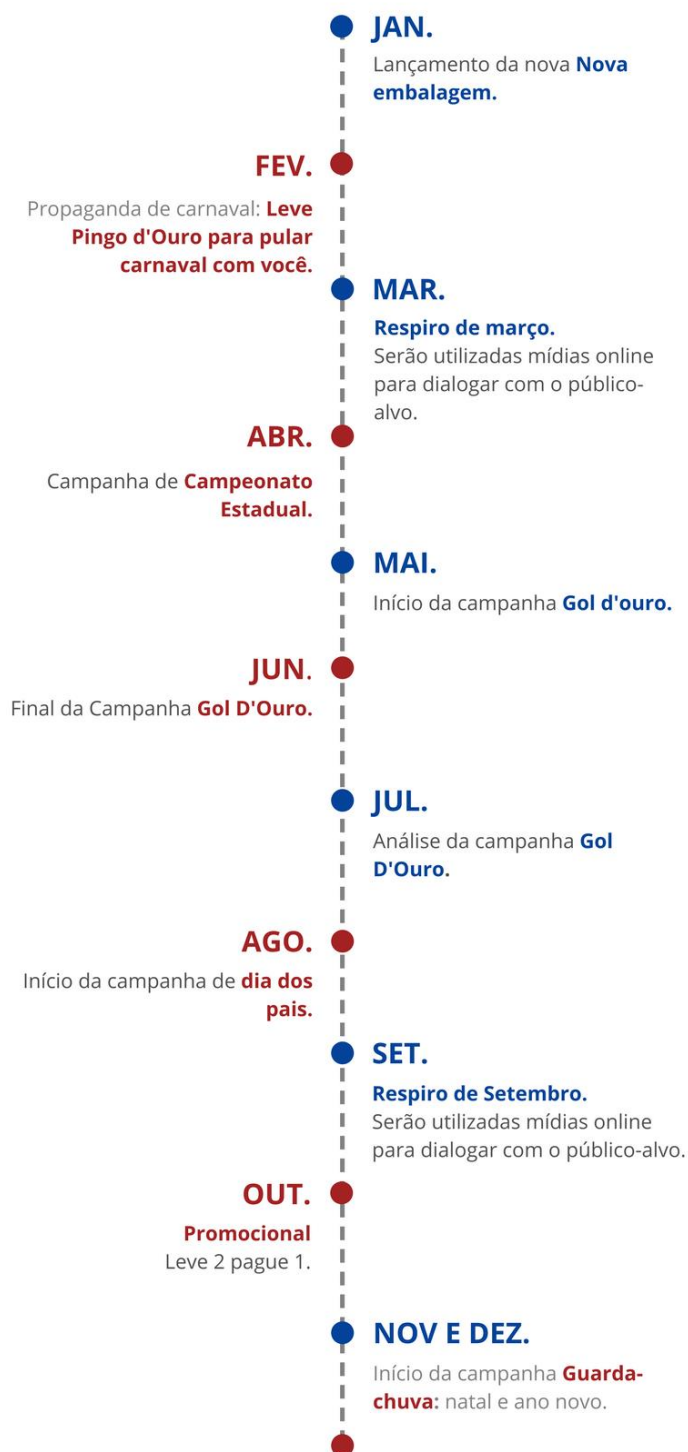 JAN.
Lançamento da nova Nova
embalagem.
FEV.
Propaganda de carnaval: Leve
Pingo d'Ouro para pular
carnaval com você.
MAR.
Respiro de março.
Serão utilizadas mídias online
para dialogar com o público-
alvo.
ABR.
Campanha de Campeonato
Estadual.
MAI.
Início da campanha Gol d'ouro.
JUN.
Final da Campanha Gol D'Ouro.
JUL.
Análise da campanha Gol
D'Ouro.
AGO.
Início da campanha de dia dos
pais.
SET.
Respiro de Setembro.
Serão utilizadas mídias online
para dialogar com o público-alvo.
OUT.
Promocional
Leve 2 pague 1.
NOV E DEZ.
Início da campanha Guarda-
chuva: natal e ano novo.